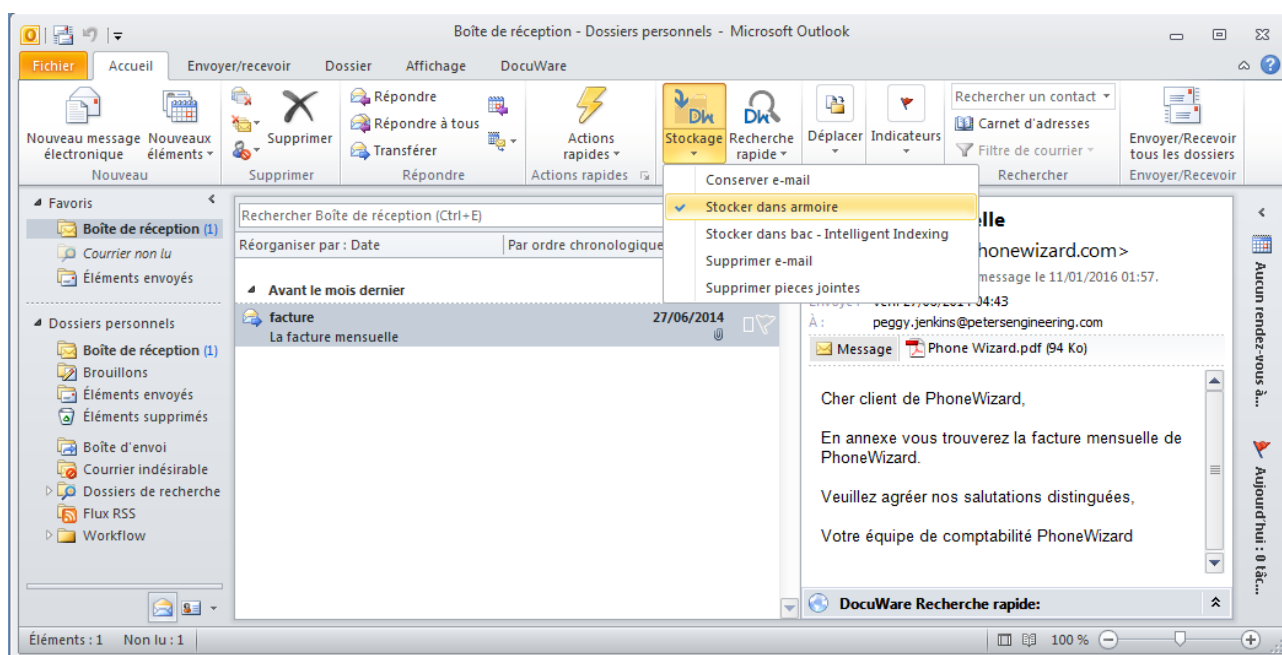 Boîte de réception - Dossiers personnels - Microsoft Outlook
Fichier Accueil Envoyer/recevoir Dossier Affichage DocuWare
Nouveau message électronique
Nouveaux éléments
Nouveau
Supprimer
Supprimer
Répondre
Répondre à tous
Transférer
Répondre
Actions rapides
Actions rapides
DW
Stockage
DW
Recherche rapide
Déplacer
Indicateurs
Rechercher un contact
Carnet d'adresses
Filtre de courrier
Rechercher
Envoyer/Recevoir tous les dossiers
Envoyer/Recevoir
Conserver e-mail
Stocker dans armoire
Stocker dans bac - Intelligent Indexing
Supprimer e-mail
Supprimer pieces jointes
Favoris
Boîte de réception (1)
Courrier non lu
Éléments envoyés
Dossiers personnels
Boîte de réception (1)
Brouillons
Éléments envoyés
Éléments supprimés
Boîte d'envoi
Courrier indésirable
Dossiers de recherche
Flux RSS
Workflow
Rechercher Boîte de réception (Ctrl+E)
Réorganiser par : Date Par ordre chronologique
Avant le mois dernier
facture 27/06/2014
La facture mensuelle
elle
honewizard.com>
message le 11/01/2016 01:57.
04:43
À : peggy.jenkins@petersengineering.com
Message Phone Wizard.pdf (94 Ko)
Cher client de PhoneWizard,
En annexe vous trouverez la facture mensuelle de
PhoneWizard.
Veuillez agréer nos salutations distinguées,
Votre équipe de comptabilité PhoneWizard
DocuWare Recherche rapide:
Aucun rendez-vous à...
Aujourd'hui : 0 tâc...
Éléments : 1 Non lu : 1 100 %